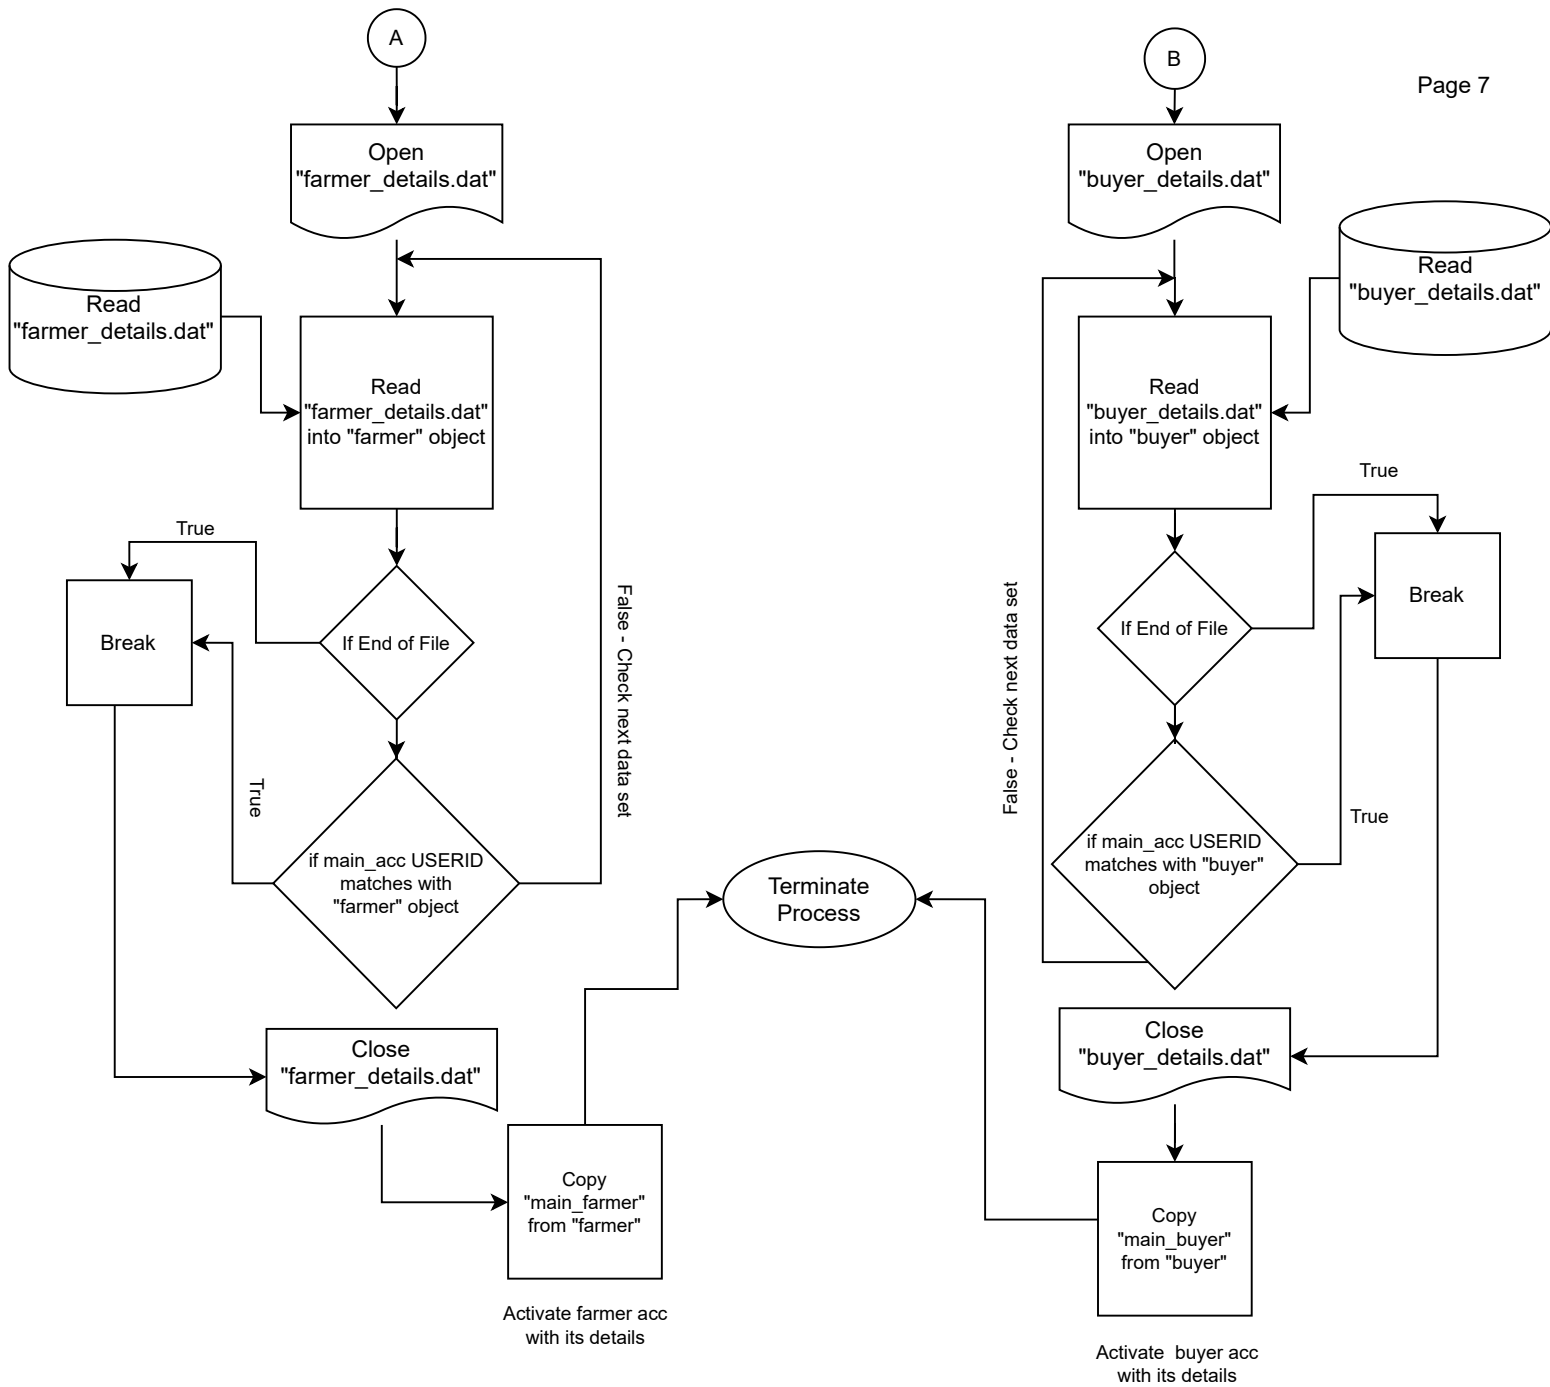 A
B
Page 7
Open
"farmer_details.dat"
Open
"buyer_details.dat"
Read
"farmer_details.dat"
Read
"buyer_details.dat"
Read
"farmer_details.dat"
into "farmer" object
Read
"buyer_details.dat"
into "buyer" object
True
True
Break
If End of File
False - Check next data set
False - Check next data set
If End of File
Break
True
True
if main_acc USERID
matches with
"farmer" object
Terminate
Process
if main_acc USERID
matches with "buyer"
object
Close
"farmer_details.dat"
Close
"buyer_details.dat"
Copy
"main_farmer"
from "farmer"
Copy
"main_buyer"
from "buyer"
Activate farmer acc
with its details
Activate  buyer acc
with its details